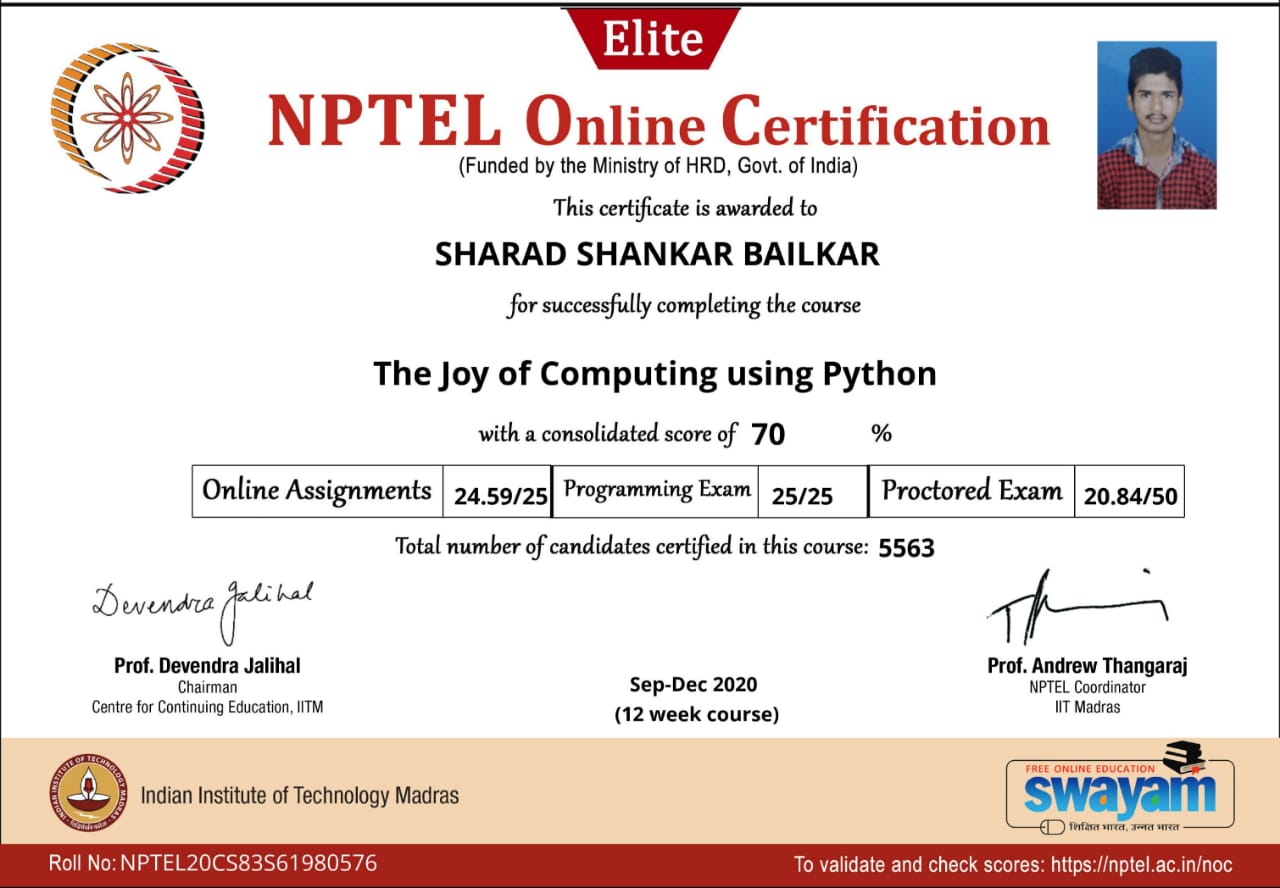 Elite
NPTEL Online Certification
(Funded by the Ministry of HRD, Govt. of India)
This certificate is awarded to
SHARAD SHANKAR BAILKAR
for successfully completing the course
The Joy of Computing using Python
with a consolidated score of 70 %
Online Assignments 24.59/25 Programming Exam 25/25 Proctored Exam 20.84/50
Total number of candidates certified in this course: 5563
Devendra Jalihal
Prof. Devendra Jalihal
Chairman
Centre for Continuing Education, IITM
Sep-Dec 2020
(12 week course)
Prof. Andrew Thangaraj
NPTEL Coordinator
IIT Madras
INDIAN INSTITUTE OF TECHNOLOGY MADRAS
Indian Institute of Technology Madras
FREE ONLINE EDUCATION
swayam
शिक्षित भारत, उन्नत भारत
Roll No: NPTEL20CS83S61980576
To validate and check scores: https://nptel.ac.in/noc